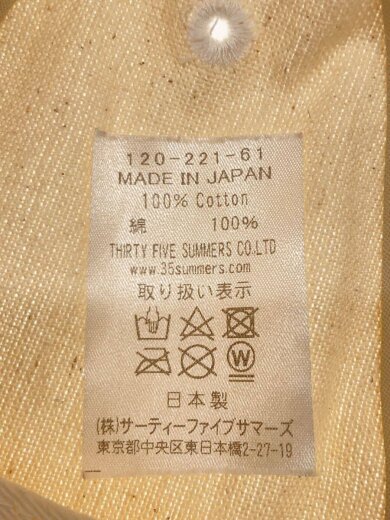 120-221-61
MADE IN JAPAN
100% Cotton
綿 100%
THIRTY FIVE SUMMERS CO.LTD
www.35summers.com
取り扱い表示
W
日本製
(株)サーティーファイブサマーズ
東京都中央区東日本橋2-27-19